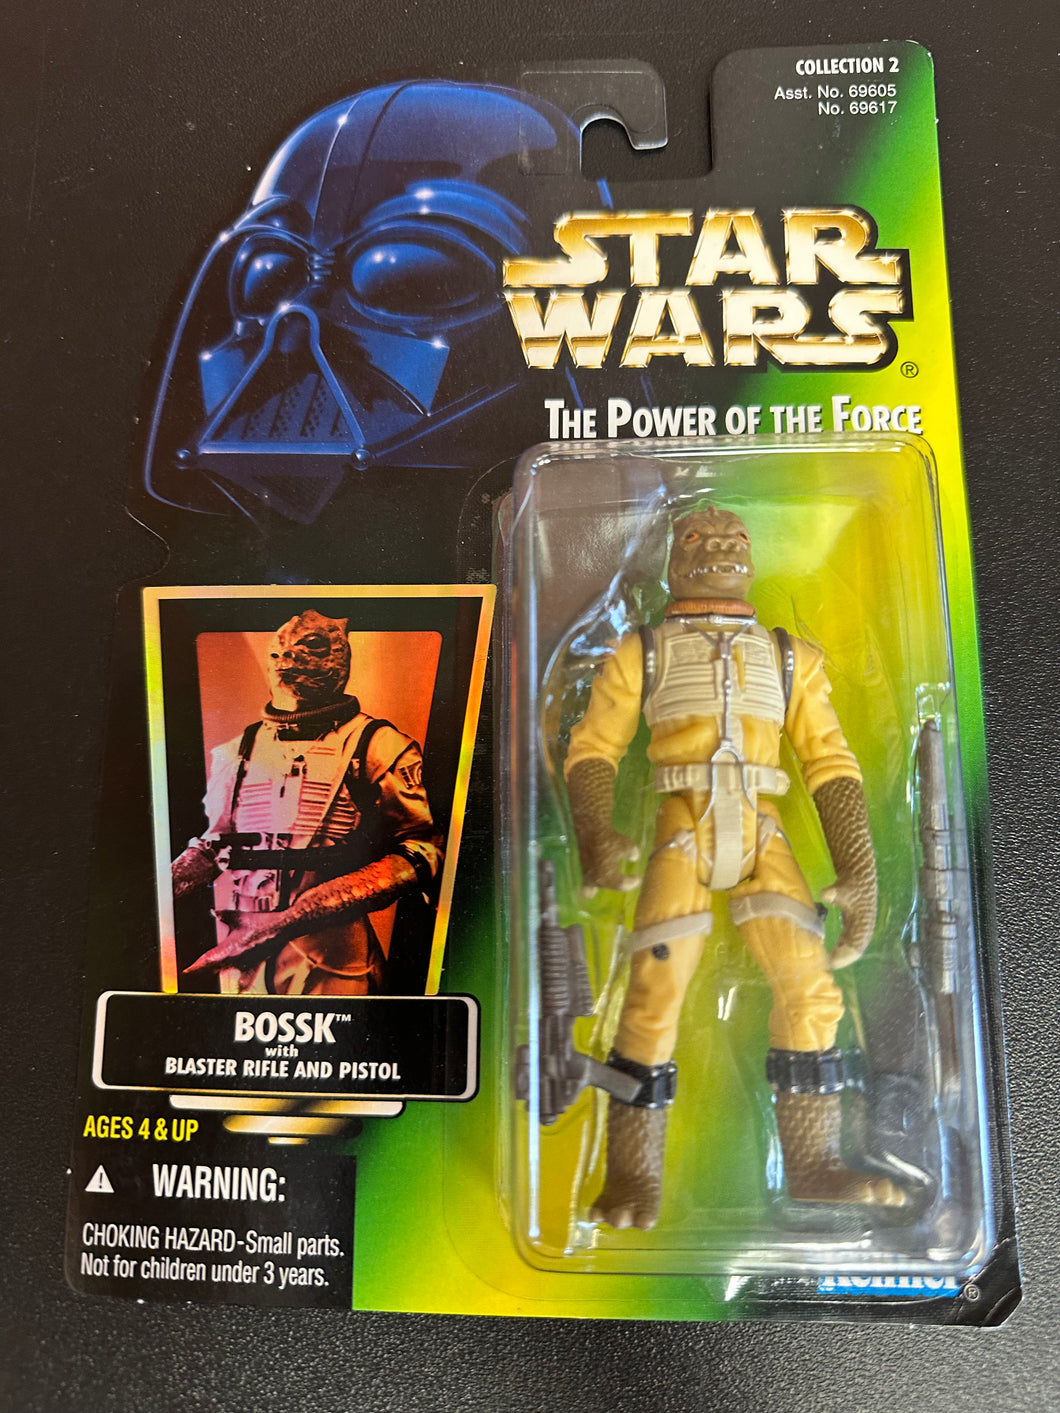 COLLECTION 2
Asst. No. 69605
No. 69617
STAR
WARS®
THE POWER OF THE FORCE
BOSSK™
with
BLASTER RIFLE AND PISTOL
AGES 4 & UP
WARNING:
CHOKING HAZARD-Small parts.
Not for children under 3 years.
Kenner®